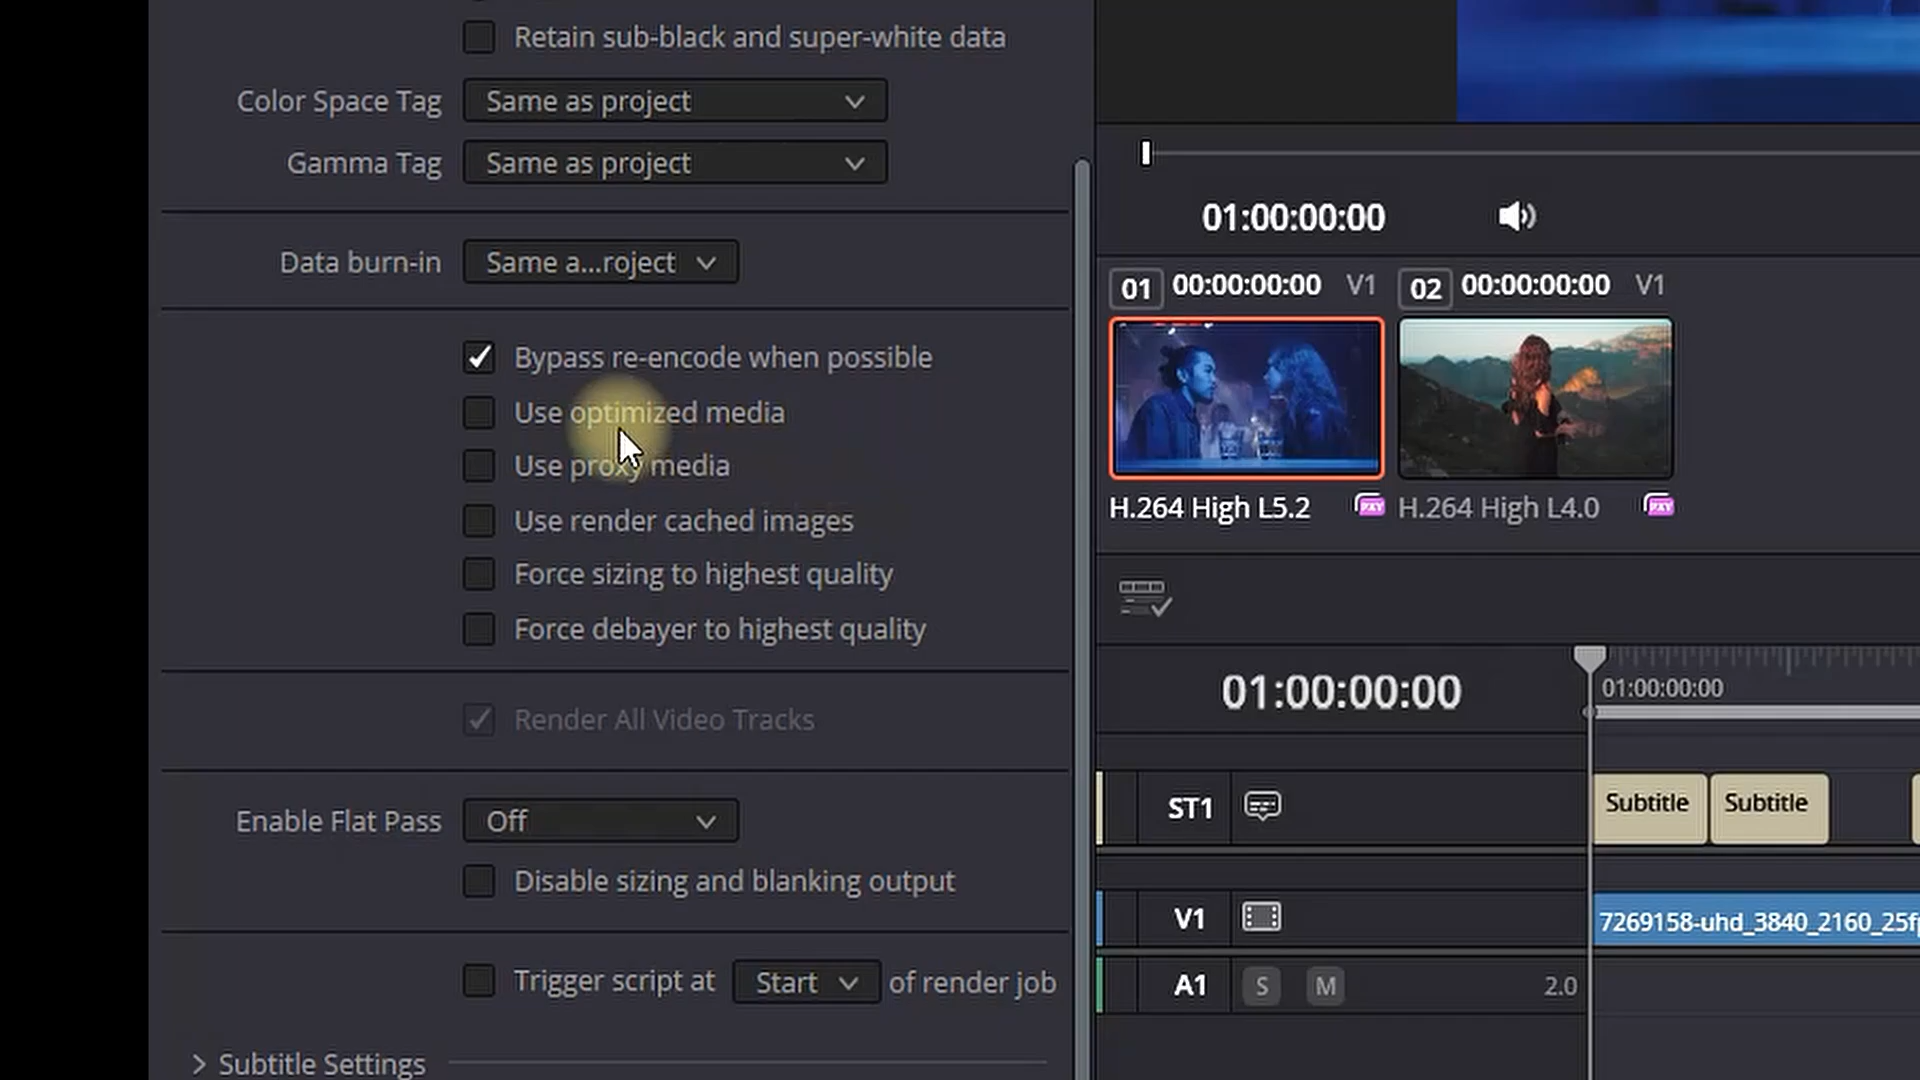 Retain sub-black and super-white data
Color Space Tag Same as project
Gamma Tag Same as project
Data burn-in Same a...roject
Bypass re-encode when possible
Use optimized media
Use proxy media
Use render cached images
Force sizing to highest quality
Force debayer to highest quality
Render All Video Tracks
Enable Flat Pass Off
Disable sizing and blanking output
Trigger script at Start of render job
Subtitle Settings
01:00:00:00
01 00:00:00:00 V1 02 00:00:00:00 V1
H.264 High L5.2 PXY H.264 High L4.0 PXY
01:00:00:00 01:00:00:00
ST1 Subtitle Subtitle
V1 7269158-uhd_3840_2160_25f
A1 S M 2.0